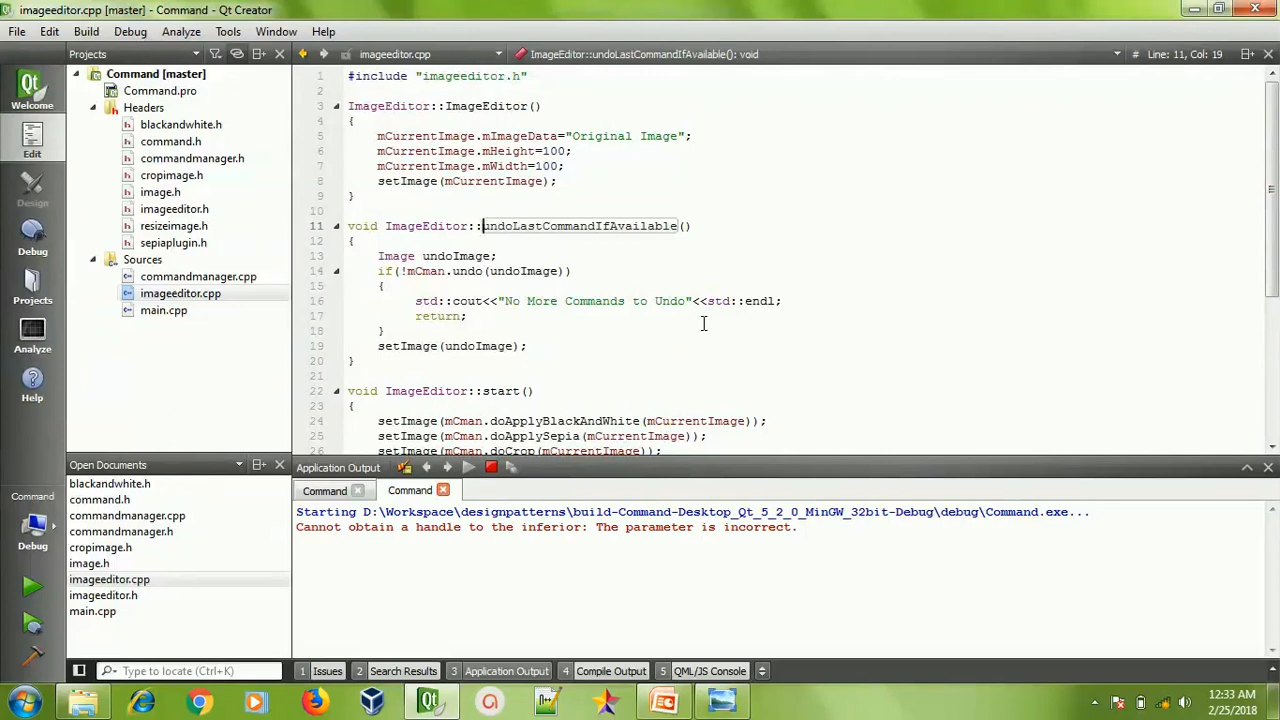 imageeditor.cpp [master] - Command - Qt Creator
File Edit Build Debug Analyze Tools Window Help
Projects
imageeditor.cpp
ImageEditor::undoLastCommandIfAvailable(): void
# Line: 11, Col: 19
Welcome
Edit
Design
Debug
Projects
Analyze
Help
Command
Debug
Command [master]
Command.pro
Headers
blackandwhite.h
command.h
commandmanager.h
cropimage.h
image.h
imageeditor.h
resizeimage.h
sepiaplugin.h
Sources
commandmanager.cpp
imageeditor.cpp
main.cpp
Open Documents
blackandwhite.h
command.h
commandmanager.cpp
commandmanager.h
cropimage.h
image.h
imageeditor.cpp
imageeditor.h
main.cpp
1 #include "imageeditor.h"
2
3 ImageEditor::ImageEditor()
4 {
5 mCurrentImage.mImageData="Original Image";
6 mCurrentImage.mHeight=100;
7 mCurrentImage.mWidth=100;
8 setImage(mCurrentImage);
9 }
10
11 void ImageEditor::undoLastCommandIfAvailable()
12 {
13 Image undoImage;
14 if(!mCman.undo(undoImage))
15 {
16 std::cout<<"No More Commands to Undo"<<std::endl;
17 return;
18 }
19 setImage(undoImage);
20 }
21
22 void ImageEditor::start()
23 {
24 setImage(mCman.doApplyBlackAndWhite(mCurrentImage));
25 setImage(mCman.doApplySepia(mCurrentImage));
26 setImage(mCman.doCrop(mCurrentImage));
Application Output
Command Command
Starting D:\Workspace\designpatterns\build-Command-Desktop_Qt_5_2_0_MinGW_32bit-Debug\debug\Command.exe...
Cannot obtain a handle to the inferior: The parameter is incorrect.
Type to locate (Ctrl+K)
1 Issues 2 Search Results 3 Application Output 4 Compile Output 5 QML/JS Console
12:33 AM
2/25/2018